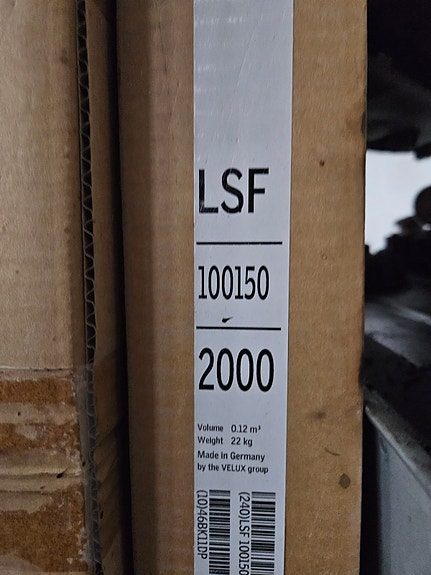 LSF
100150
2000
Volume 0.12 m³
Weight 22 kg
Made in Germany
by the VELUX group
(10)46BK11DP
(240)LSF 100150